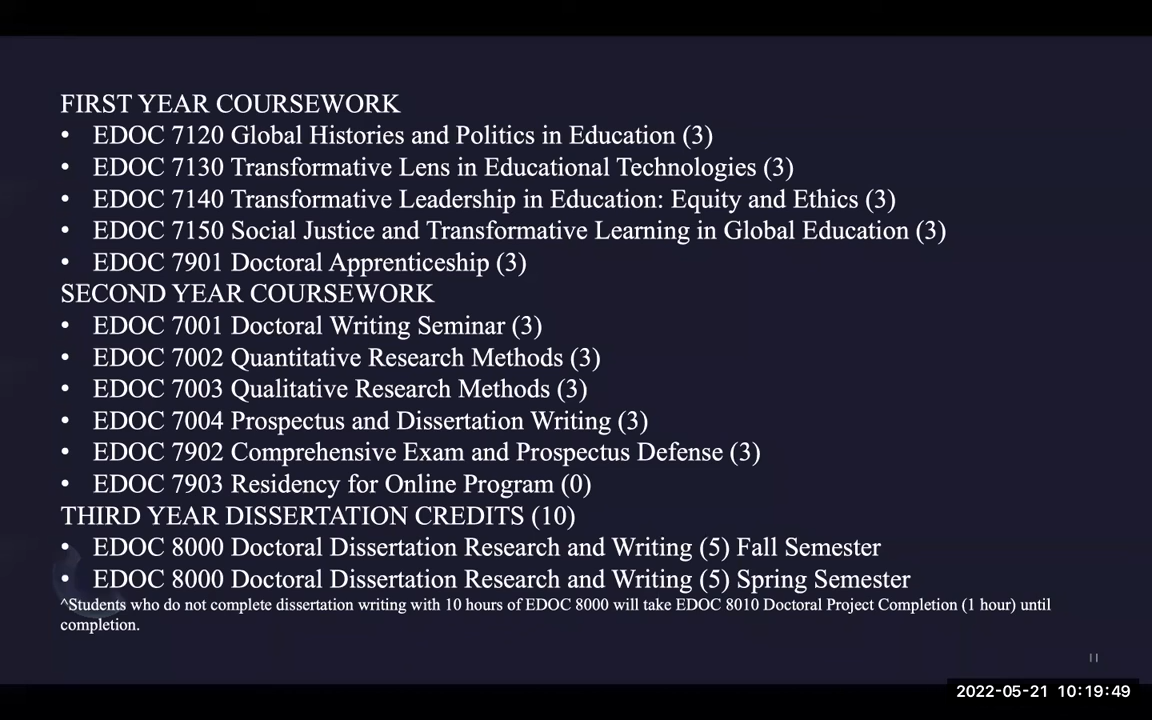 FIRST YEAR COURSEWORK
• EDOC 7120 Global Histories and Politics in Education (3)
• EDOC 7130 Transformative Lens in Educational Technologies (3)
• EDOC 7140 Transformative Leadership in Education: Equity and Ethics (3)
• EDOC 7150 Social Justice and Transformative Learning in Global Education (3)
• EDOC 7901 Doctoral Apprenticeship (3)
SECOND YEAR COURSEWORK
• EDOC 7001 Doctoral Writing Seminar (3)
• EDOC 7002 Quantitative Research Methods (3)
• EDOC 7003 Qualitative Research Methods (3)
• EDOC 7004 Prospectus and Dissertation Writing (3)
• EDOC 7902 Comprehensive Exam and Prospectus Defense (3)
• EDOC 7903 Residency for Online Program (0)
THIRD YEAR DISSERTATION CREDITS (10)
• EDOC 8000 Doctoral Dissertation Research and Writing (5) Fall Semester
• EDOC 8000 Doctoral Dissertation Research and Writing (5) Spring Semester
^Students who do not complete dissertation writing with 10 hours of EDOC 8000 will take EDOC 8010 Doctoral Project Completion (1 hour) until
completion.
11
2022-05-21 10:19:49